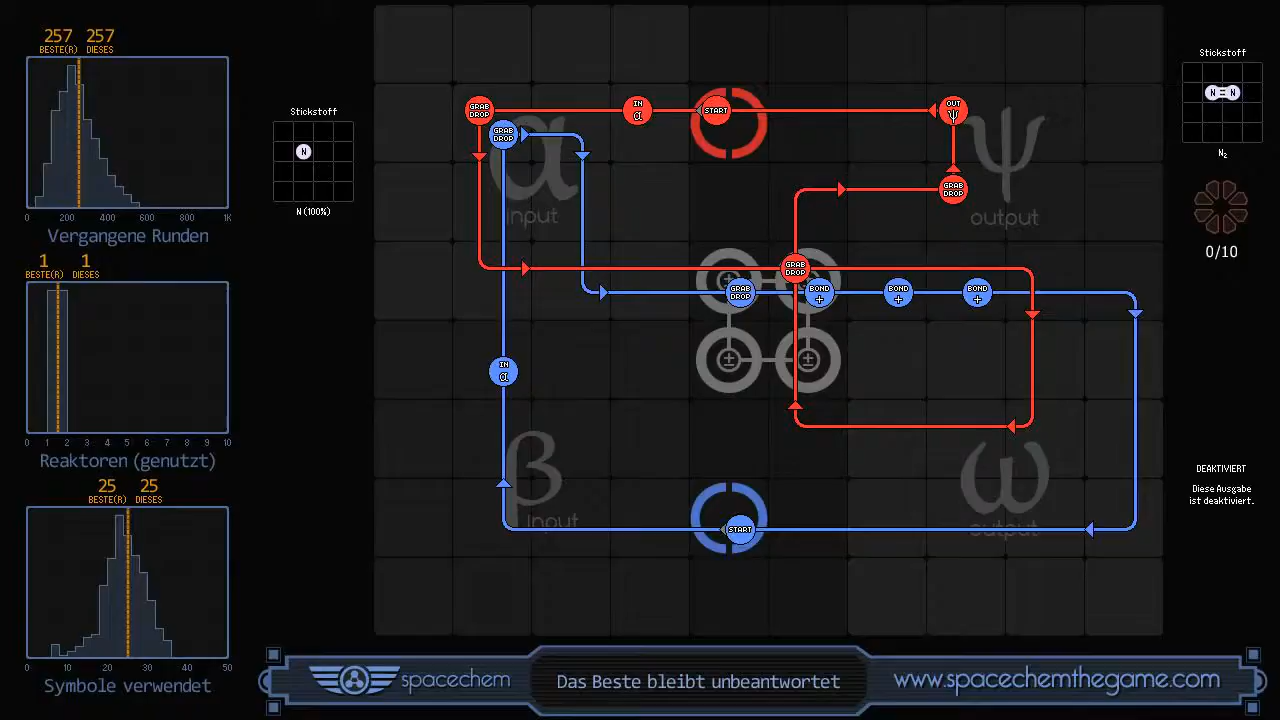 257 257
BESTE(R) DIESES
0 200 400 600 800 1K
Vergangene Runden
1 1
BESTE(R) DIESES
0 1 2 3 4 5 6 7 8 9 10
Reaktoren (genutzt)
25 25
BESTE(R) DIESES
0 10 20 30 40 50
Symbole verwendet
Stickstoff
N
N (100%)
GRAB DROP
IN α
START
OUT Ψ
GRAB DROP
α
input
ψ
output
GRAB DROP
GRAB DROP
GRAB DROP
BOND +
BOND +
BOND +
IN α
β
Input
START
ω
output
Stickstoff
N≡N
N₂
0/10
DEAKTIVIERT
Diese Ausgabe
ist deaktiviert.
spacechem
Das Beste bleibt unbeantwortet
www.spacechemthegame.com